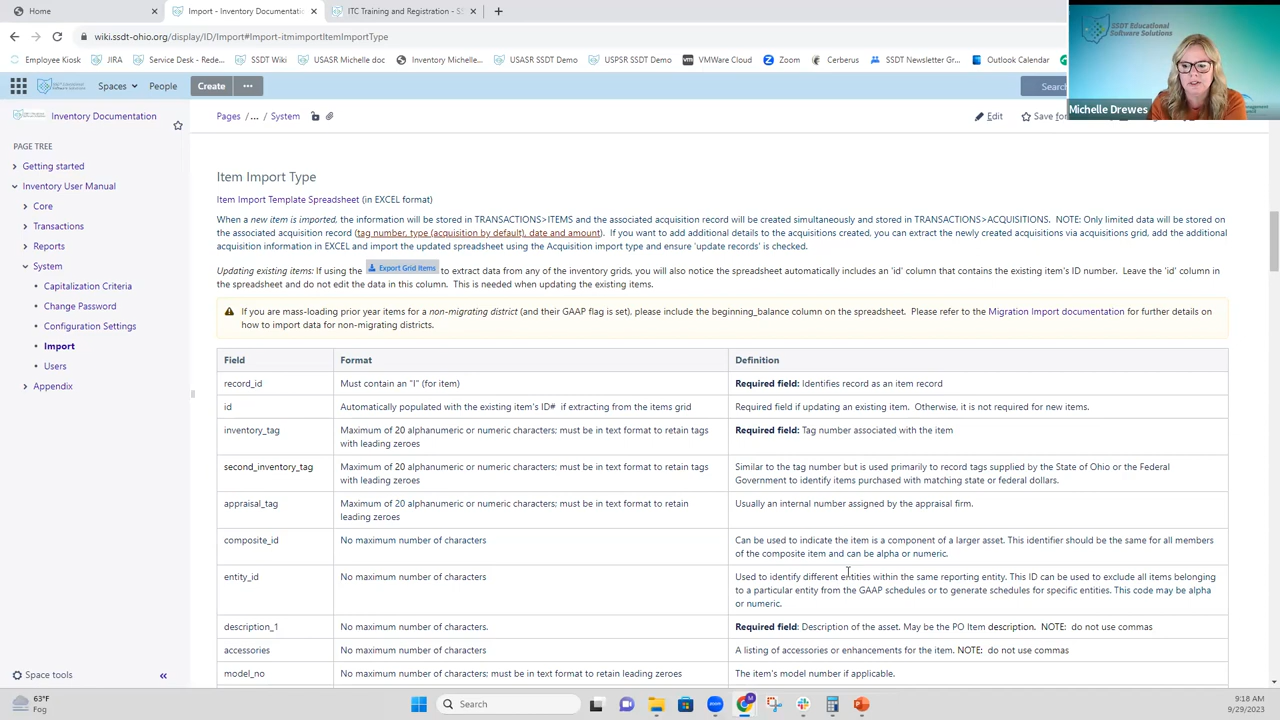 Home
Import - Inventory Documentatio
ITC Training and Registration - SS
wiki.ssdt-ohio.org/display/ID/Import#Import-itmimportItemImportType
Employee Kiosk
JIRA
Service Desk - Rede...
SSDT Wiki
USASR Michelle doc
Inventory Michelle...
USASR SSDT Demo
USPSR SSDT Demo
VMWare Cloud
Zoom
Cerberus
SSDT Newsletter Gr...
Outlook Calendar
SSDT Educational
Software Solutions
Michelle Drewes
Spaces
People
Create
Search
Inventory Documentation
Pages /... / System
Edit
Save for
PAGE TREE
Getting started
Inventory User Manual
Core
Transactions
Reports
System
Capitalization Criteria
Change Password
Configuration Settings
Import
Users
Appendix
Space tools
Item Import Type
Item Import Template Spreadsheet (in EXCEL format)
When a new item is imported, the information will be stored in TRANSACTIONS>ITEMS and the associated acquisition record will be created simultaneously and stored in TRANSACTIONS>ACQUISITIONS. NOTE: Only limited data will be stored on
the associated acquisition record (tag number, type (acquisition by default), date and amount). If you want to add additional details to the acquisitions created, you can extract the newly created acquisitions via acquisitions grid, add the additional
acquisition information in EXCEL and import the updated spreadsheet using the Acquisition import type and ensure 'update records' is checked.
Updating existing items: If using the Export Grid Items to extract data from any of the inventory grids, you will also notice the spreadsheet automatically includes an 'id' column that contains the existing item's ID number. Leave the 'id' column in
the spreadsheet and do not edit the data in this column. This is needed when updating the existing items.
If you are mass-loading prior year items for a non-migrating district (and their GAAP flag is set), please include the beginning_balance column on the spreadsheet. Please refer to the Migration Import documentation for further details on
how to import data for non-migrating districts.
Field Format Definition
record_id Must contain an "I" (for item) Required field: Identifies record as an item record
id Automatically populated with the existing item's ID# if extracting from the items grid Required field if updating an existing item. Otherwise, it is not required for new items.
inventory_tag Maximum of 20 alphanumeric or numeric characters; must be in text format to retain tags Required field: Tag number associated with the item
with leading zeroes
second_inventory_tag Maximum of 20 alphanumeric or numeric characters; must be in text format to retain tags Similar to the tag number but is used primarily to record tags supplied by the State of Ohio or the Federal
with leading zeroes Government to identify items purchased with matching state or federal dollars.
appraisal_tag Maximum of 20 alphanumeric or numeric characters; must be in text format to retain Usually an internal number assigned by the appraisal firm.
leading zeroes
composite_id No maximum number of characters Can be used to indicate the item is a component of a larger asset. This identifier should be the same for all members
of the composite item and can be alpha or numeric.
entity_id No maximum number of characters Used to identify different entities within the same reporting entity. This ID can be used to exclude all items belonging
to a particular entity from the GAAP schedules or to generate schedules for specific entities. This code may be alpha
or numeric.
description_1 No maximum number of characters. Required field: Description of the asset. May be the PO Item description. NOTE: do not use commas
accessories No maximum number of characters A listing of accessories or enhancements for the item. NOTE: do not use commas
model_no No maximum number of characters: must be in text format to retain leading zeroes The item's model number if applicable.
63°F
Fog
Search
9:18 AM
9/29/2023